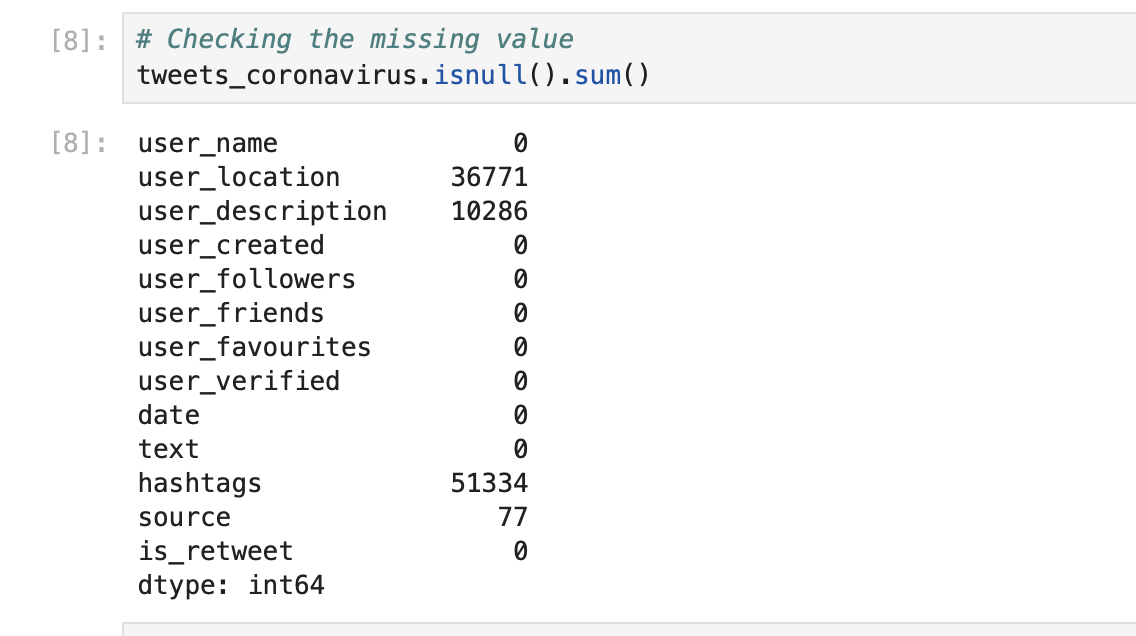 [8]: # Checking the missing value
tweets_coronavirus.isnull().sum()
[8]: user_name 0
user_location 36771
user_description 10286
user_created 0
user_followers 0
user_friends 0
user_favourites 0
user_verified 0
date 0
text 0
hashtags 51334
source 77
is_retweet 0
dtype: int64